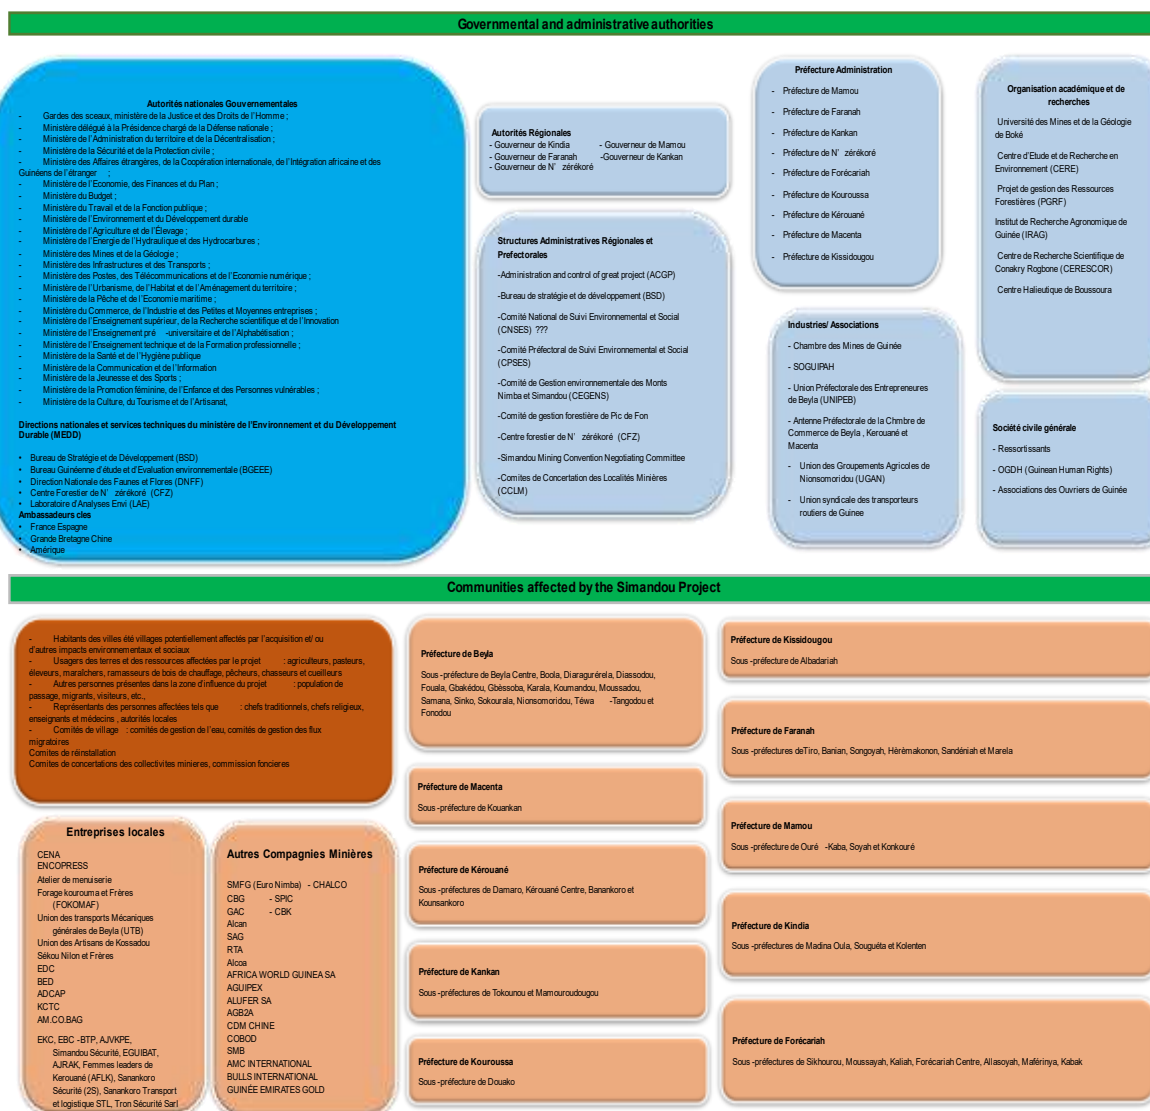 Governmental and administrative authorities
Autorités nationales Gouvernementales
- Gardes des sceaux, ministère de la Justice et des Droits de l'Homme ;
- Ministère délégué à la Présidence chargé de la Défense nationale ;
- Ministère de l'Administration du territoire et de la Décentralisation ;
- Ministère de la Sécurité et de la Protection civile ;
- Ministère des Affaires étrangères, de la Coopération internationale, de l'Intégration africaine et des
Guinéens de l'étranger ;
- Ministère de l'Economie, des Finances et du Plan ;
- Ministère du Budget ;
- Ministère du Travail et de la Fonction publique ;
- Ministère de l'Environnement et du Développement durable
- Ministère de l'Agriculture et de l'Élevage ;
- Ministère de l'Energie de l'Hydraulique et des Hydrocarbures ;
- Ministère des Mines et de la Géologie ;
- Ministère des Infrastructures et des Transports ;
- Ministère des Postes, des Télécommunications et de l'Economie numérique ;
- Ministère de l'Urbanisme, de l'Habitat et de l'Aménagement du territoire ;
- Ministère de la Pêche et de l'Economie maritime ;
- Ministère du Commerce, de l'Industrie et des Petites et Moyennes entreprises ;
- Ministère de l'Enseignement supérieur, de la Recherche scientifique et de l'Innovation
- Ministère de l'Enseignement pré -universitaire et de l'Alphabétisation ;
- Ministère de l'Enseignement technique et de la Formation professionnelle ;
- Ministère de la Santé et de l'Hygiène publique
- Ministère de la Communication et de l'Information
- Ministère de la Jeunesse et des Sports ;
- Ministère de la Promotion féminine, de l'Enfance et des Personnes vulnérables ;
- Ministère de la Culture, du Tourisme et de l'Artisanat,
Directions nationales et services techniques du ministère de l'Environnement et du Développement
Durable (MEDD)
• Bureau de Stratégie et de Développement (BSD)
• Bureau Guinéenne d'étude et d'Evaluation environnementale (BGEEE)
• Direction Nationale des Faunes et Flores (DNFF)
• Centre Forestier de N' zérékoré (CFZ)
• Laboratoire d'Analyses Envi (LAE)
Ambassadeurs cles
• France Espagne
• Grande Bretagne Chine
• Amérique
Autorités Régionales
- Gouverneur de Kindia - Gouverneur de Mamou
- Gouverneur de Faranah -Gouverneur de Kankan
- Gouverneur de N' zérékoré
Structures Administratives Régionales et
Prefectorales
-Administration and control of great project (ACGP)
-Bureau de stratégie et de développement (BSD)
-Comité National de Suivi Environmental et Social
(CNSES) ???
-Comité Préfectoral de Suivi Environnemental et Social
(CPSES)
-Comité de Gestion environnementale des Monts
Nimba et Simandou (CEGENS)
-Comité de gestion forestière de Pic de Fon
-Centre forestier de N' zérékoré (CFZ)
-Simandou Mining Convention Negotiating Committee
-Comites de Concertation des Localités Minières
(CCLM)
Préfecture Administration
- Préfecture de Mamou
- Préfecture de Faranah
- Préfecture de Kankan
- Préfecture de N' zérékoré
- Préfecture de Forécariah
- Préfecture de Kouroussa
- Préfecture de Kérouané
- Préfecture de Macenta
- Préfecture de Kissidougou
Industries/ Associations
- Chambre des Mines de Guinée
- SOGUIPAH
- Union Préfectorale des Entrepreneures
de Beyla (UNIPEB)
- Antenne Préfectorale de la Chmbre de
Commerce de Beyla , Kerouané et
Macenta
- Union des Groupements Agricoles de
Nionsomoridou (UGAN)
- Union syndicale des transporteurs
routiers de Guinee
Organisation académique et de
recherches
Université des Mines et de la Géologie
de Boké
Centre d'Etude et de Recherche en
Environnement (CERE)
Projet de gestion des Ressources
Forestières (PGRF)
Institut de Recherche Agronomique de
Guinée (IRAG)
Centre de Recherche Scientifique de
Conakry Rogbone (CERESCOR)
Centre Halieutique de Boussoura
Société civile générale
- Ressortissants
- OGDH (Guinean Human Rights)
- Associations des Ouvriers de Guinée
Communities affected by the Simandou Project
- Habitants des villes été villages potentiellement affectés par l'acquisition et/ ou
d'autres impacts environnementaux et sociaux
- Usagers des terres et des ressources affectées par le projet : agriculteurs, pasteurs,
éleveurs, maraîchers, ramasseurs de bois de chauffage, pêcheurs, chasseurs et cueilleurs
- Autres personnes présentes dans la zone d'influence du projet : population de
passage, migrants, visiteurs, etc.,
- Représentants des personnes affectées tels que : chefs traditionnels, chefs religieux,
enseignants et médecins , autorités locales
- Comités de village : comités de gestion de l'eau, comités de gestion des flux
migratoires
Comites de réinstallation
Comites de concertations des collectivites minieres, commission foncieres
Entreprises locales
CENA
ENCOPRESS
Atelier de menuiserie
Forage kourouma et Frères
(FOKOMAF)
Union des transports Mécaniques
générales de Beyla (UTB)
Union des Artisans de Kossadou
Sékou Nilon et Frères
EDC
BED
ADCAP
KCTC
AM.CO.BAG
EKC, EBC -BTP, AJVKPE,
Simandou Sécurité, EGUIBAT,
AJRAK, Femmes leaders de
Kerouané (AFLK), Sanankoro
Sécurité (2S), Sanankoro Transport
et logistique STL, Tron Sécurité Sarl
Autres Compagnies Minières
SMFG (Euro Nimba) - CHALCO
CBG - SPIC
GAC - CBK
Alcan
SAG
RTA
Alcoa
AFRICA WORLD GUINEA SA
AGUIPEX
ALUFER SA
AGB2A
CDM CHINE
COBOD
SMB
AMC INTERNATIONAL
BULLS INTERNATIONAL
GUINÉE EMIRATES GOLD
Préfecture de Beyla
Sous -préfecture de Beyla Centre, Boola, Diaragurérela, Diassodou,
Fouala, Gbakédou, Gbèssoba, Karala, Koumandou, Moussadou,
Samana, Sinko, Sokourala, Nionsomoridou, Téwa -Tangodou et
Fonodou
Préfecture de Macenta
Sous -préfecture de Kouankan
Préfecture de Kérouané
Sous -préfectures de Damaro, Kérouané Centre, Banankoro et
Kounsankoro
Préfecture de Kankan
Sous -préfectures de Tokounou et Mamouroudougou
Préfecture de Kouroussa
Sous -préfecture de Douako
Préfecture de Kissidougou
Sous -préfecture de Albadariah
Préfecture de Faranah
Sous -préfectures deTiro, Banian, Songoyah, Hèrèmakonon, Sandéniah et Marela
Préfecture de Mamou
Sous -préfecture de Ouré -Kaba, Soyah et Konkouré
Préfecture de Kindia
Sous -préfectures de Madina Oula, Souguéta et Kolenten
Préfecture de Forécariah
Sous -préfectures de Sikhourou, Moussayah, Kaliah, Forécariah Centre, Allasoyah, Maférinya, Kabak